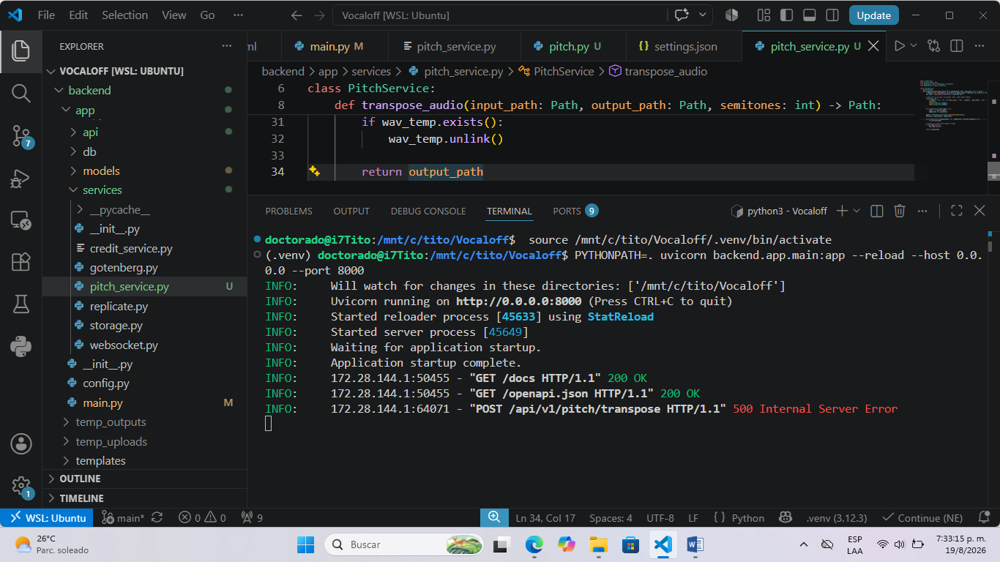 File Edit Selection View Go ··· Vocaloff [WSL: Ubuntu] Update
EXPLORER ···
VOCALOFF [WSL: UBUNTU]
backend
app
api
7
db
models
services
__pycache__
__init__.py
credit_service.py
gotenberg.py
pitch_service.py U
replicate.py
storage.py
websocket.py
__init__.py
config.py
main.py M
temp_outputs
temp_uploads
templates
OUTLINE
1
TIMELINE
ml main.py M pitch_service.py pitch.py U settings.json pitch_service.py U
backend > app > services > pitch_service.py > PitchService > transpose_audio
6 class PitchService:
8 def transpose_audio(input_path: Path, output_path: Path, semitones: int) -> Path:
31 if wav_temp.exists():
32 wav_temp.unlink()
33
34 return output_path
PROBLEMS OUTPUT DEBUG CONSOLE TERMINAL PORTS 9 python3 - Vocaloff
doctorado@i7Tito:/mnt/c/tito/Vocaloff$ source /mnt/c/tito/Vocaloff/.venv/bin/activate
(.venv) doctorado@i7Tito:/mnt/c/tito/Vocaloff$ PYTHONPATH=. uvicorn backend.app.main:app --reload --host 0.0.
0.0 --port 8000
INFO: Will watch for changes in these directories: ['/mnt/c/tito/Vocaloff']
INFO: Uvicorn running on http://0.0.0.0:8000 (Press CTRL+C to quit)
INFO: Started reloader process [45633] using StatReload
INFO: Started server process [45649]
INFO: Waiting for application startup.
INFO: Application startup complete.
INFO: 172.28.144.1:50455 - "GET /docs HTTP/1.1" 200 OK
INFO: 172.28.144.1:50455 - "GET /openapi.json HTTP/1.1" 200 OK
INFO: 172.28.144.1:64071 - "POST /api/v1/pitch/transpose HTTP/1.1" 500 Internal Server Error
WSL: Ubuntu main* 0 0 9 Ln 34, Col 17 Spaces: 4 UTF-8 LF { } Python .venv (3.12.3) Continue (NE)
26°C
Parc. soleado
Buscar
ESP
LAA
7:33:15 p. m.
19/8/2026